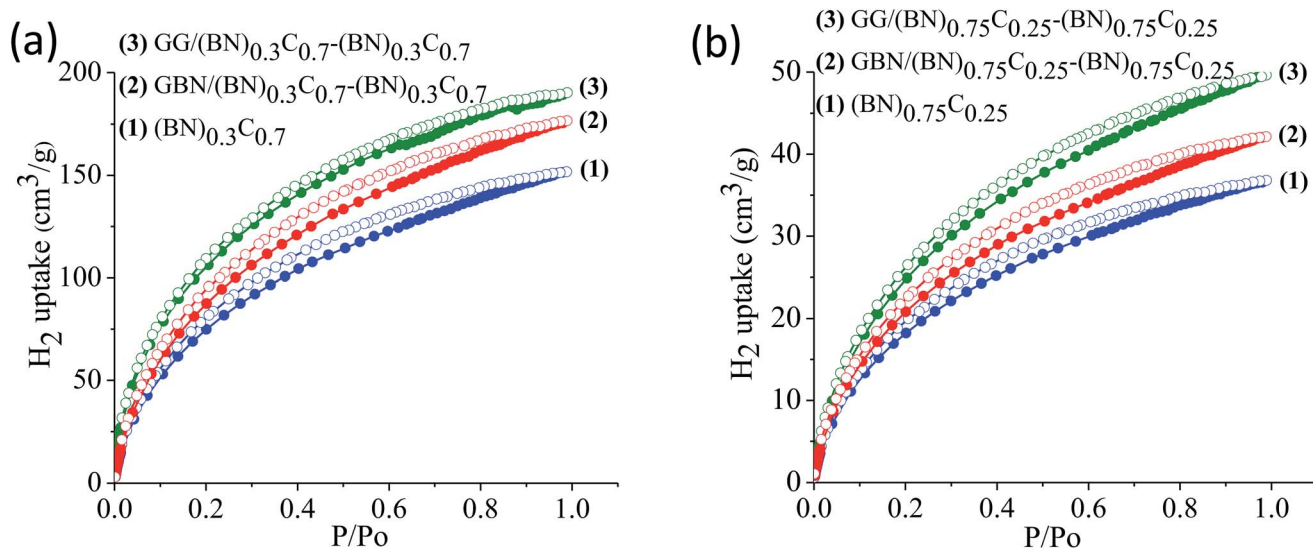 (a)
(3) GG/(BN)0.3C0.7-(BN)0.3C0.7
(2) GBN/(BN)0.3C0.7-(BN)0.3C0.7
(1) (BN)0.3C0.7
(3)
(2)
(1)
200
150
100
50
0
H2 uptake (cm3/g)
0.0 0.2 0.4 0.6 0.8 1.0
P/Po
(b)
(3) GG/(BN)0.75C0.25-(BN)0.75C0.25
(2) GBN/(BN)0.75C0.25-(BN)0.75C0.25
(1) (BN)0.75C0.25
(3)
(2)
(1)
50
40
30
20
10
0
H2 uptake (cm3/g)
0.0 0.2 0.4 0.6 0.8 1.0
P/Po